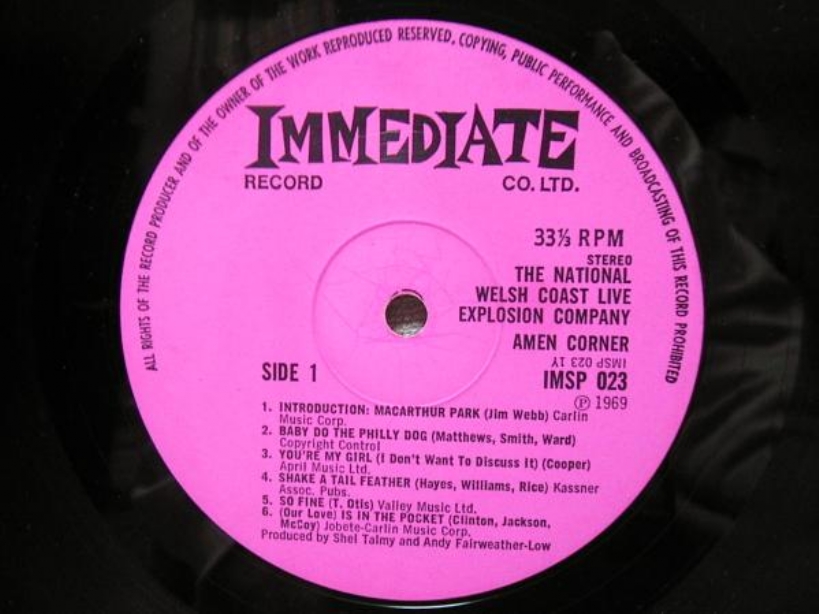 ALL RIGHTS OF THE RECORD PRODUCER AND OF THE OWNER OF THE WORK REPRODUCED RESERVED, COPYING, PUBLIC PERFORMANCE AND BROADCASTING OF THIS RECORD PROHIBITED
IMMEDIATE
RECORD CO. LTD.
33⅓ RPM
STEREO
THE NATIONAL
WELSH COAST LIVE
EXPLOSION COMPANY
AMEN CORNER
IMSP 023 1Y
SIDE 1 IMSP 023
Ⓟ 1969
1. INTRODUCTION: MACARTHUR PARK (Jim Webb) Carlin
Music Corp.
2. BABY DO THE PHILLY DOG (Matthews, Smith, Ward)
Copyright Control
3. YOU'RE MY GIRL (I Don't Want To Discuss It) (Cooper)
April Music Ltd.
4. SHAKE A TAIL FEATHER (Hayes, Williams, Rice) Kassner
Assoc. Pubs.
5. SO FINE (T. Otis) Valley Music Ltd.
6. (Our Love) IS IN THE POCKET (Clinton, Jackson,
McCoy) Jobete-Carlin Music Corp.
Produced by Shel Talmy and Andy Fairweather-Low